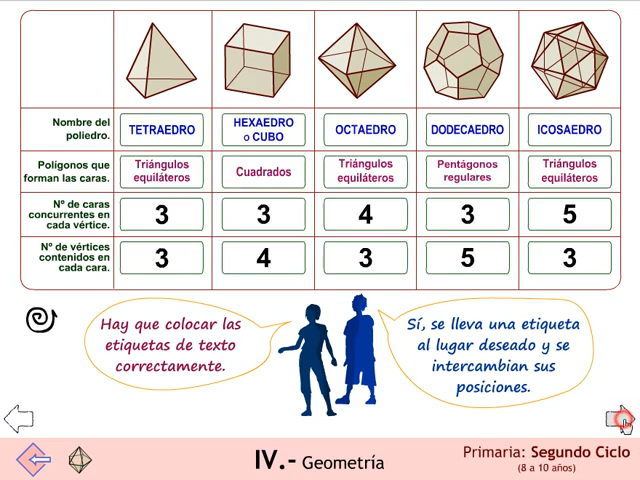 Nombre del
poliedro.
TETRAEDRO
HEXAEDRO
o CUBO
OCTAEDRO
DODECAEDRO
ICOSAEDRO
Polígonos que
forman las caras.
Triángulos
equiláteros
Cuadrados
Triángulos
equiláteros
Pentágonos
regulares
Triángulos
equiláteros
Nº de caras
concurrentes en
cada vértice.
3
3
4
3
5
Nº de vértices
contenidos en
cada cara.
3
4
3
5
3
Hay que colocar las
etiquetas de texto
correctamente.
Sí, se lleva una etiqueta
al lugar deseado y se
intercambian sus
posiciones.
IV.- Geometría
Primaria: Segundo Ciclo
(8 a 10 años)